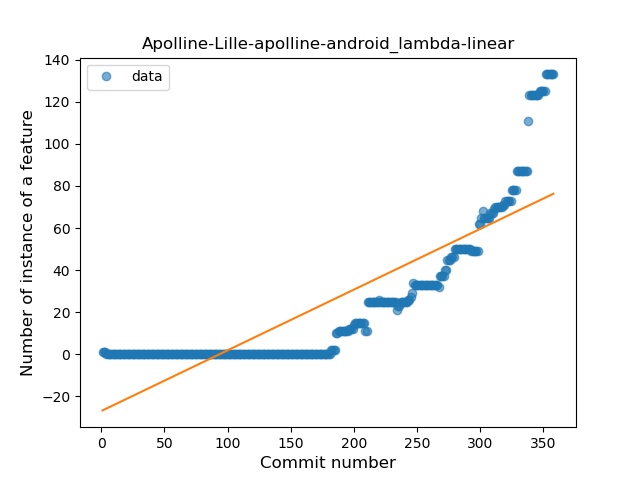 Apolline-Lille-apolline-android_lambda-linear
data
Number of instance of a feature
140
120
100
80
60
40
20
0
−20
0 50 100 150 200 250 300 350
Commit number